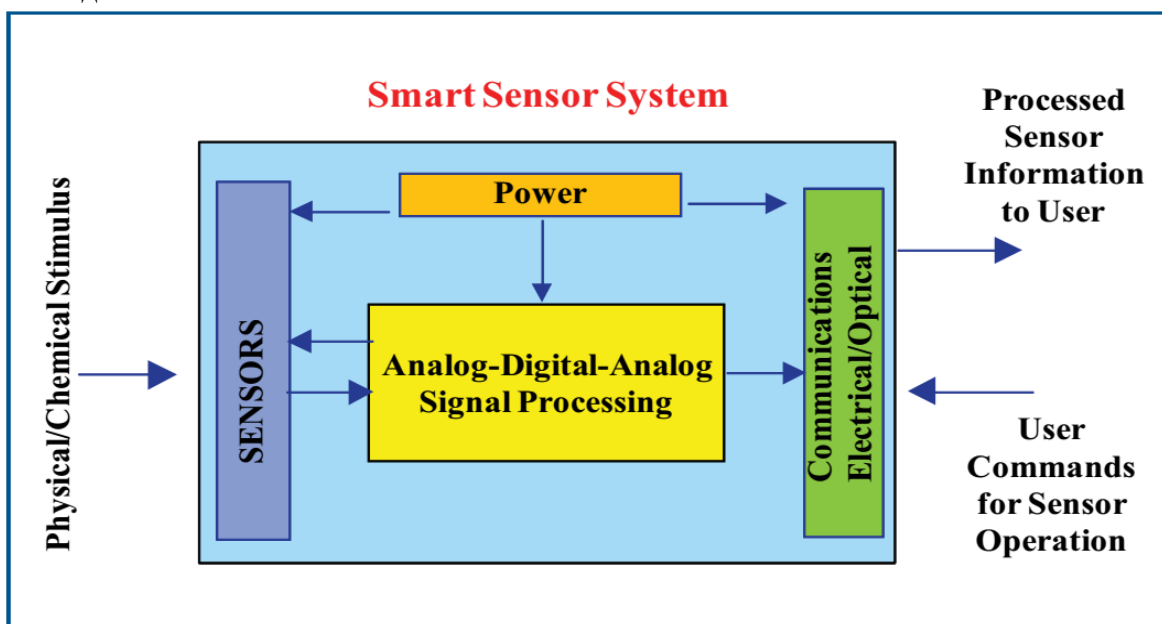 Smart Sensor System
Physical/Chemical Stimulus
SENSORS
Power
Analog-Digital-Analog
Signal Processing
Communications
Electrical/Optical
Processed
Sensor
Information
to User
User
Commands
for Sensor
Operation